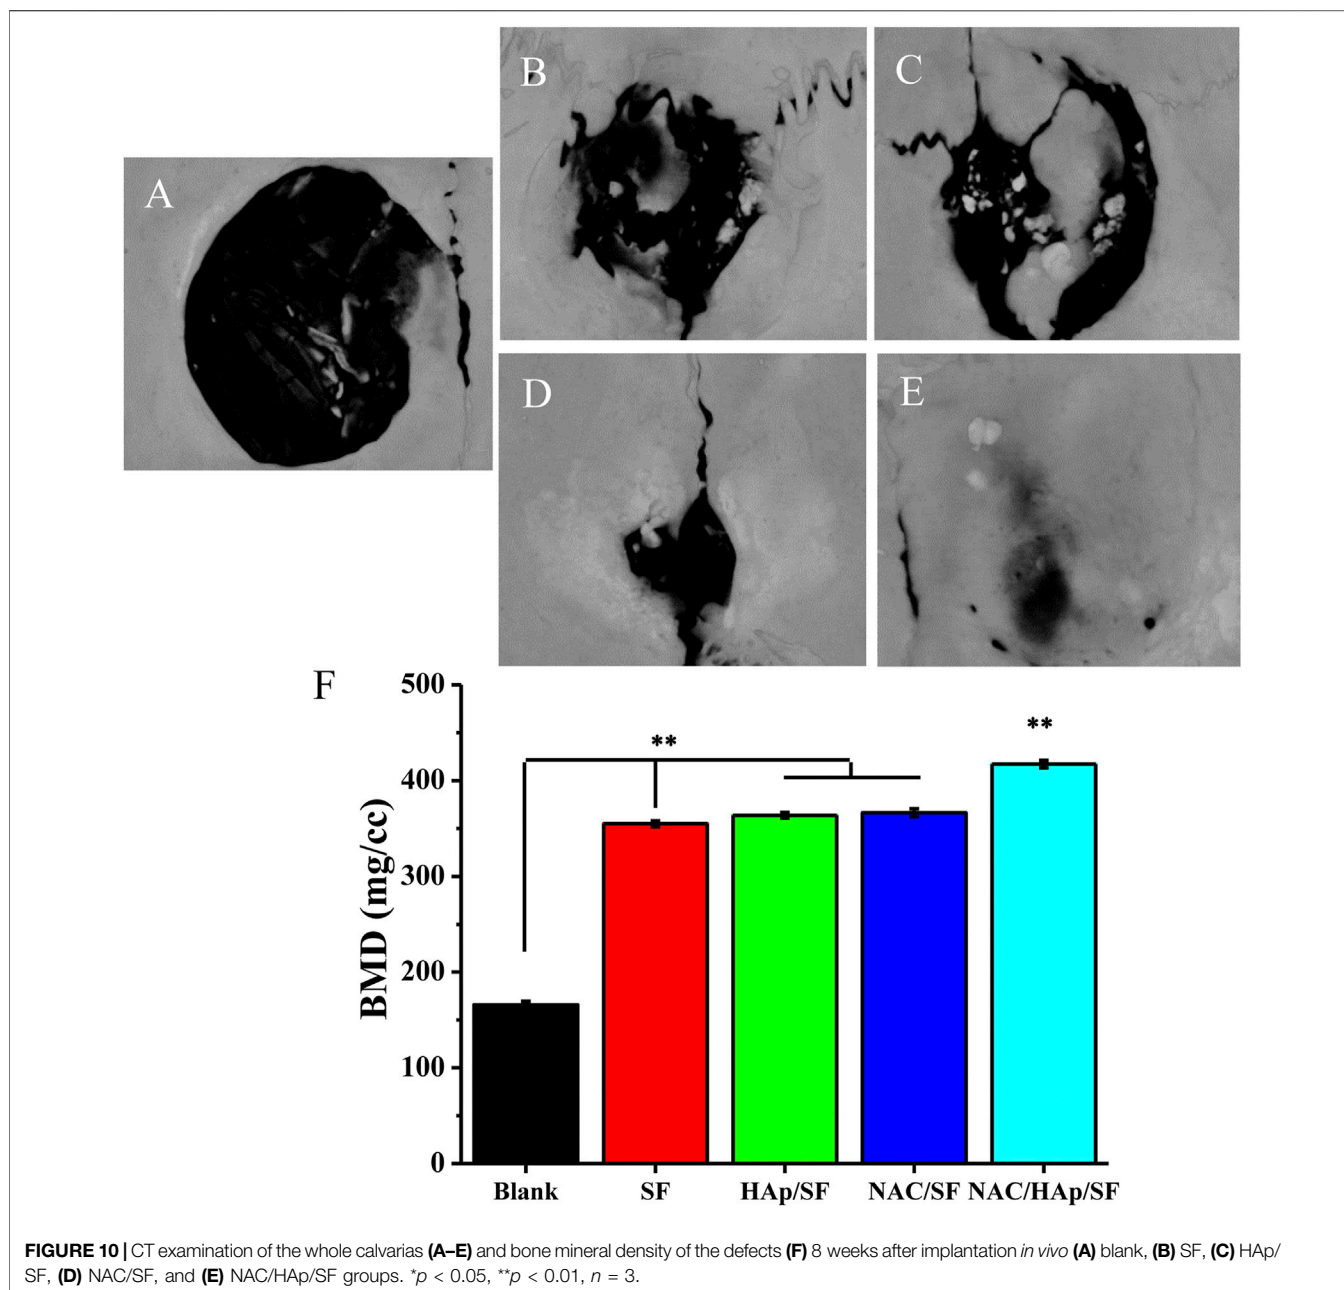 B
C
A
D
E
F
500
**
**
400
300
200
100
0
BMD (mg/cc)
Blank SF HAp/SF NAC/SF NAC/HAp/SF
FIGURE 10 | CT examination of the whole calvarias (A–E) and bone mineral density of the defects (F) 8 weeks after implantation in vivo (A) blank, (B) SF, (C) HAp/
SF, (D) NAC/SF, and (E) NAC/HAp/SF groups. *p < 0.05, **p < 0.01, n = 3.